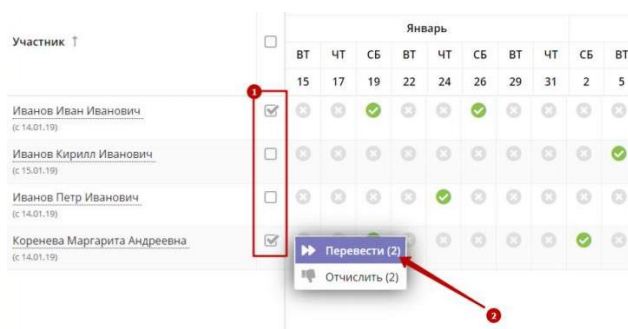 Январь
Участник ↑
ВТ ЧТ СБ ВТ ЧТ СБ ВТ ЧТ СБ ВТ
15 17 19 22 24 26 29 31 2 5
1
Иванов Иван Иванович
(с 14.01.19)
Иванов Кирилл Иванович
(с 15.01.19)
Иванов Петр Иванович
(с 14.01.19)
Коренева Маргарита Андреевна
(с 14.01.19)
Перевести (2)
Отчислить (2)
2